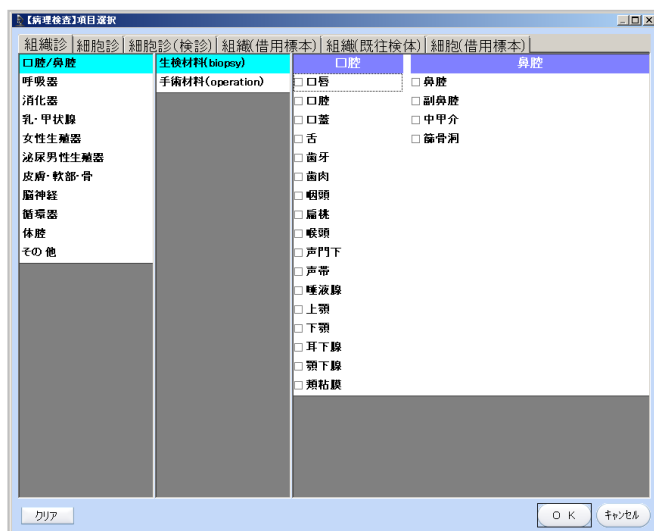 【病理検査】項目選択
組織診 細胞診 細胞診(検診) 組織(借用標本) 組織(既往検体) 細胞(借用標本)
口腔/鼻腔
呼吸器
消化器
乳・甲状腺
女性生殖器
泌尿男性生殖器
皮膚・軟部・骨
脳神経
循環器
体腔
その他
生検材料(biopsy)
手術材料(operation)
口腔
口唇
口腔
口蓋
舌
歯牙
歯肉
咽頭
扁桃
喉頭
声門下
声帯
唾液腺
上顎
下顎
耳下腺
顎下腺
頬粘膜
鼻腔
鼻腔
副鼻腔
中甲介
篩骨洞
クリア
ＯＫ
キャンセル